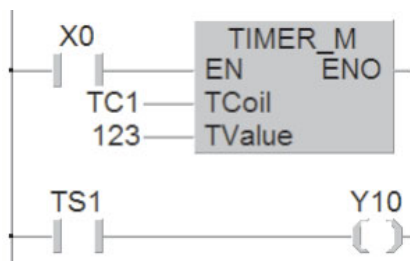 X0
TIMER_M
EN ENO
TC1 TCoil
123 TValue
TS1 Y10